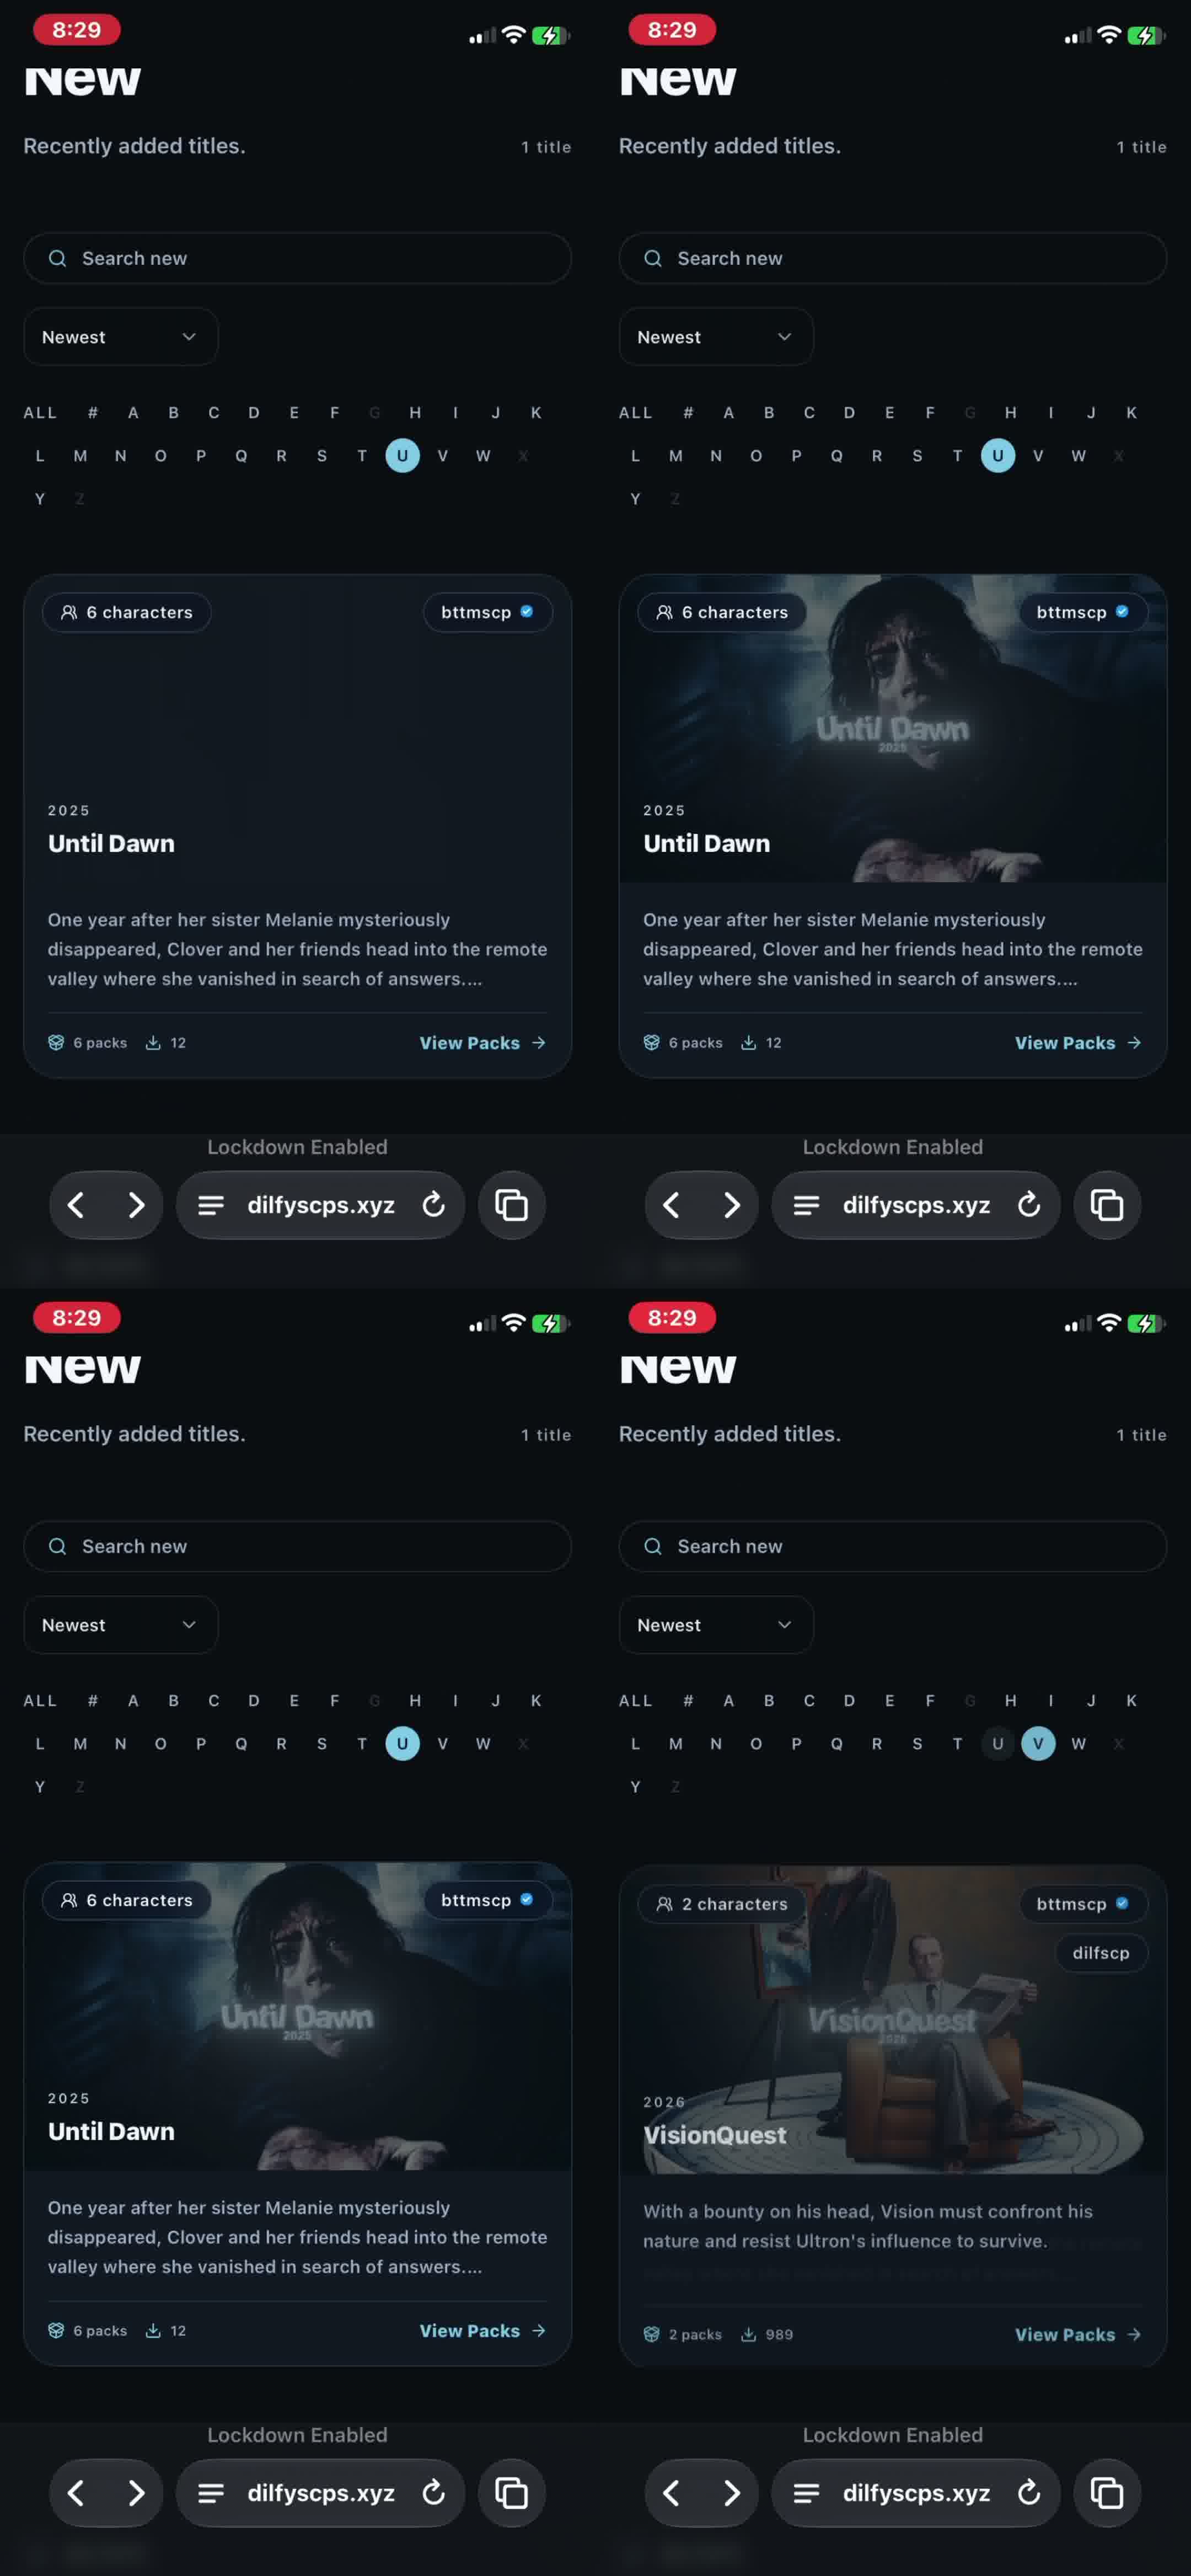 8:29
New
Recently added titles. 1 title
Search new
Newest
ALL # A B C D E F G H I J K
L M N O P Q R S T U V W X
Y Z
6 characters bttmscp
2025
Until Dawn
One year after her sister Melanie mysteriously
disappeared, Clover and her friends head into the remote
valley where she vanished in search of answers....
6 packs 12 View Packs
Lockdown Enabled
dilfyscps.xyz
8:29
New
Recently added titles. 1 title
Search new
Newest
ALL # A B C D E F G H I J K
L M N O P Q R S T U V W X
Y Z
6 characters bttmscp
Until Dawn
2025
2025
Until Dawn
One year after her sister Melanie mysteriously
disappeared, Clover and her friends head into the remote
valley where she vanished in search of answers....
6 packs 12 View Packs
Lockdown Enabled
dilfyscps.xyz
8:29
New
Recently added titles. 1 title
Search new
Newest
ALL # A B C D E F G H I J K
L M N O P Q R S T U V W X
Y Z
6 characters bttmscp
Until Dawn
2025
2025
Until Dawn
One year after her sister Melanie mysteriously
disappeared, Clover and her friends head into the remote
valley where she vanished in search of answers....
6 packs 12 View Packs
Lockdown Enabled
dilfyscps.xyz
8:29
New
Recently added titles. 1 title
Search new
Newest
ALL # A B C D E F G H I J K
L M N O P Q R S T U V W X
Y Z
2 characters bttmscp
dilfscp
VisionQuest
2026
2026
VisionQuest
With a bounty on his head, Vision must confront his
nature and resist Ultron's influence to survive.
2 packs 989 View Packs
Lockdown Enabled
dilfyscps.xyz